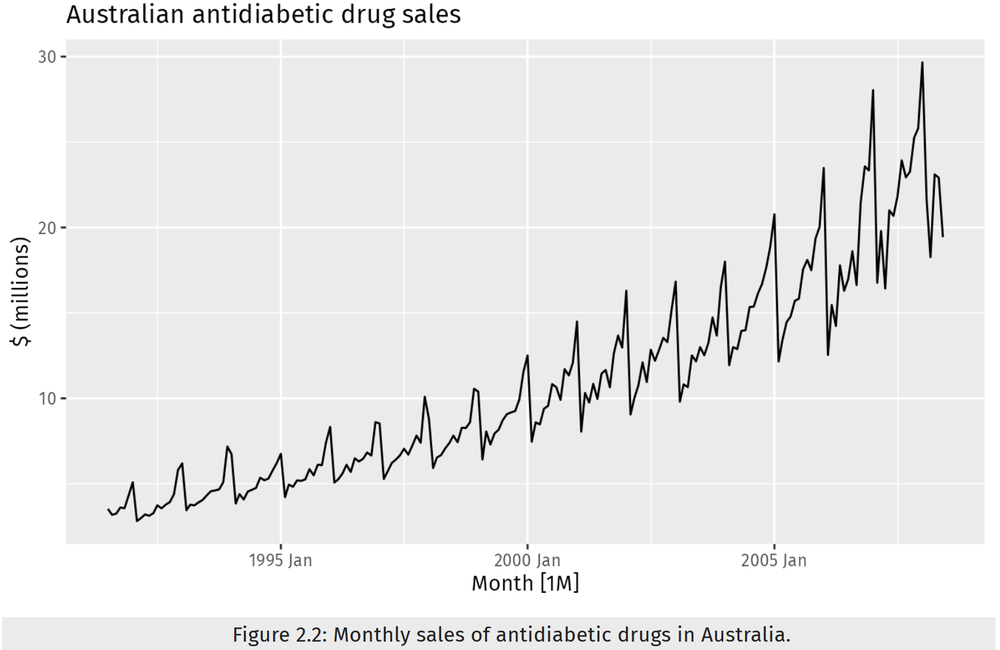 Australian antidiabetic drug sales
30
20
10
$ (millions)
1995 Jan
2000 Jan
2005 Jan
Month [1M]
Figure 2.2: Monthly sales of antidiabetic drugs in Australia.